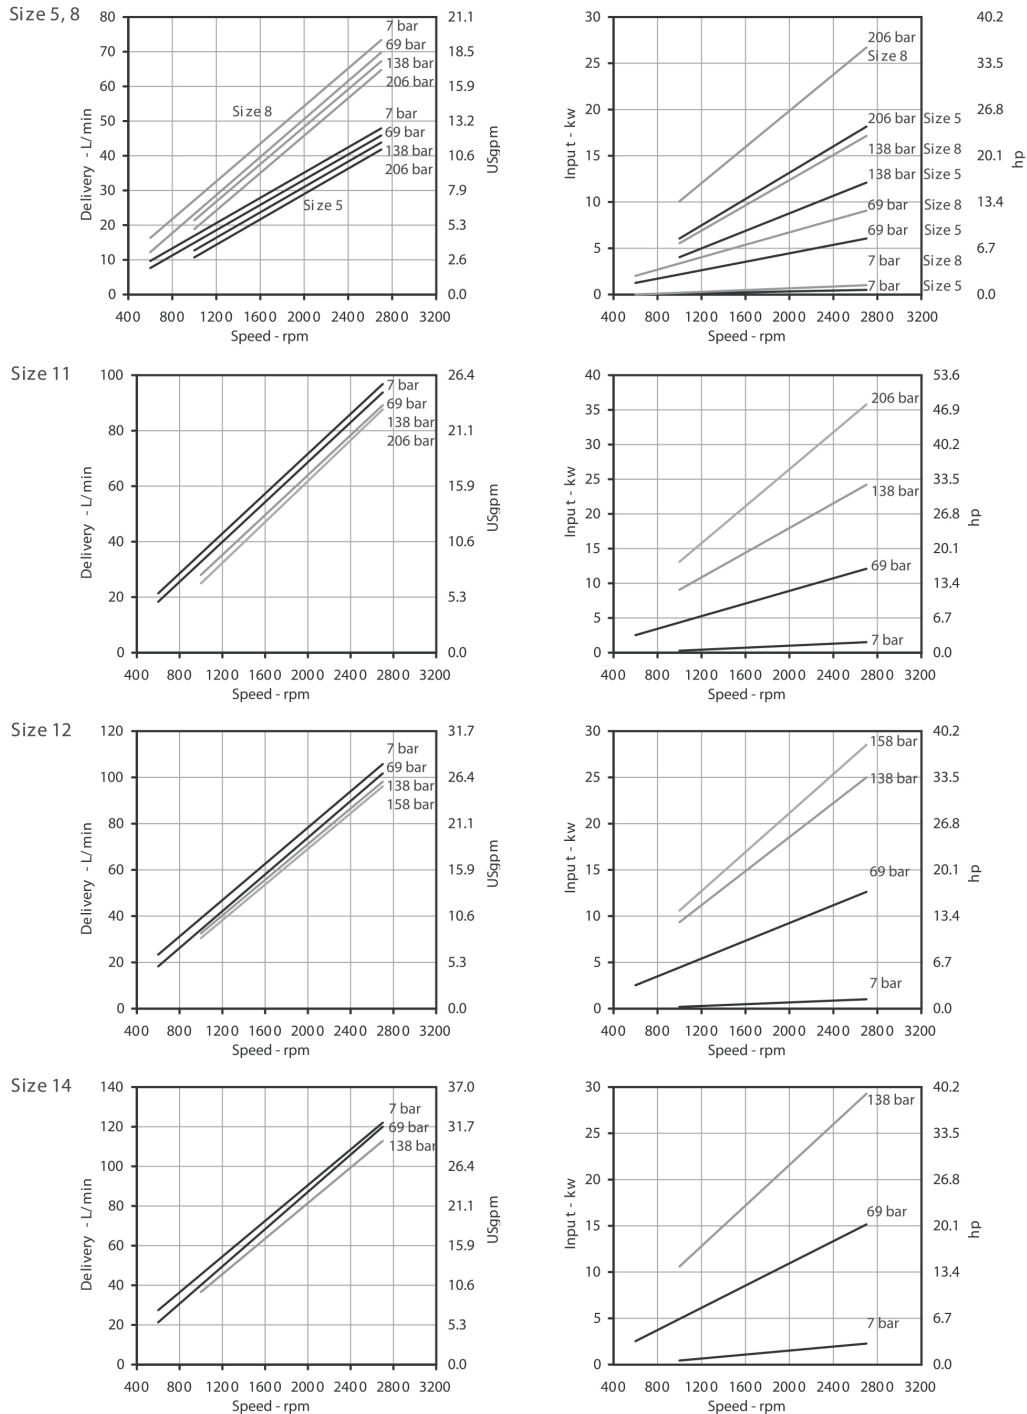 Size 5, 8
80
70
60
50
40
30
20
10
0
Delivery - L/min
7 bar
69 bar
138 bar
206 bar
Size 8
7 bar
69 bar
138 bar
206 bar
Size 5
21.1
18.5
15.9
13.2
10.6
7.9
5.3
2.6
0.0
USgpm
400 800 1200 1600 2000 2400 2800 3200
Speed - rpm
30
25
20
15
10
5
0
Input - kw
206 bar
Size 8
206 bar Size 5
138 bar Size 8
138 bar Size 5
69 bar Size 8
69 bar Size 5
7 bar Size 8
7 bar Size 5
40.2
33.5
26.8
20.1
13.4
6.7
0.0
hp
400 800 1200 1600 2000 2400 2800 3200
Speed - rpm
Size 11
100
80
60
40
20
0
Delivery - L/min
7 bar
69 bar
138 bar
206 bar
26.4
21.1
15.9
10.6
5.3
0.0
USgpm
400 800 1200 1600 2000 2400 2800 3200
Speed - rpm
40
35
30
25
20
15
10
5
0
Input - kw
206 bar
138 bar
69 bar
7 bar
53.6
46.9
40.2
33.5
26.8
20.1
13.4
6.7
0.0
hp
400 800 1200 1600 2000 2400 2800 3200
Speed - rpm
Size 12
120
100
80
60
40
20
0
Delivery - L/min
7 bar
69 bar
138 bar
158 bar
31.7
26.4
21.1
15.9
10.6
5.3
0.0
USgpm
400 800 1200 1600 2000 2400 2800 3200
Speed - rpm
30
25
20
15
10
5
0
Input - kw
158 bar
138 bar
69 bar
7 bar
40.2
33.5
26.8
20.1
13.4
6.7
0.0
hp
400 800 1200 1600 2000 2400 2800 3200
Speed - rpm
Size 14
140
120
100
80
60
40
20
0
Delivery - L/min
7 bar
69 bar
138 bar
37.0
31.7
26.4
21.1
15.9
10.6
5.3
0.0
USgpm
400 800 1200 1600 2000 2400 2800 3200
Speed - rpm
30
25
20
15
10
5
0
Input - kw
138 bar
69 bar
7 bar
40.2
33.5
26.8
20.1
13.4
6.7
0.0
hp
400 800 1200 1600 2000 2400 2800 3200
Speed - rpm